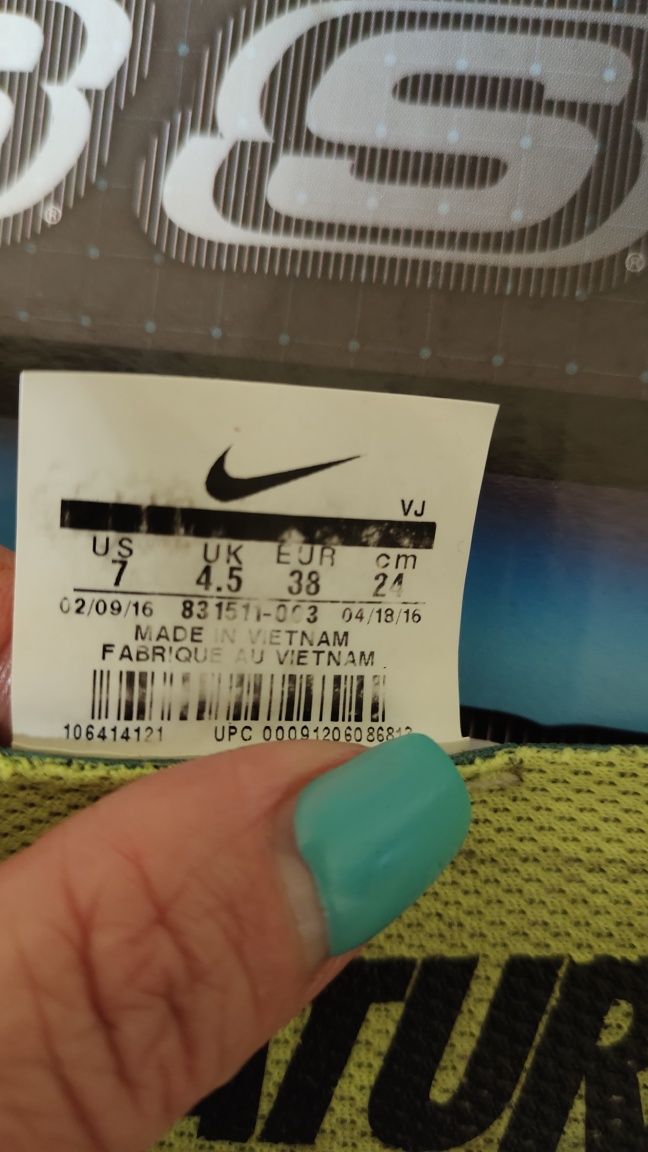 S
®
®
VJ
US UK EUR cm
7 4.5 38 24
02/09/16 04/18/16
MADE IN VIETNAM
FABRIQUE AU VIETNAM
106414121 UPC
ATUR